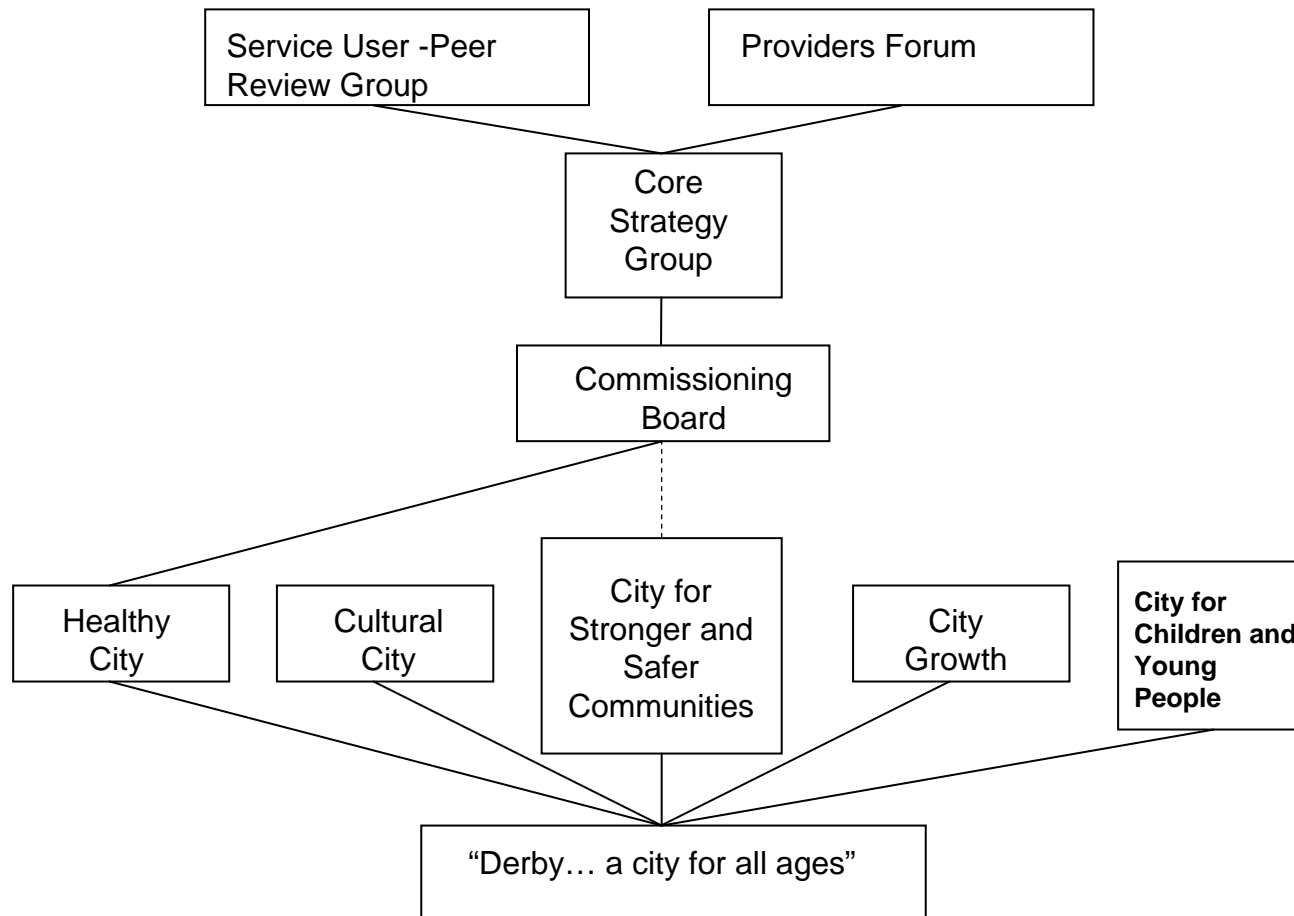 Service User -Peer
Review Group
Providers Forum
Core
Strategy
Group
Commissioning
Board
Healthy
City
Cultural
City
City for
Stronger and
Safer
Communities
City
Growth
City for
Children and
Young
People
“Derby… a city for all ages”